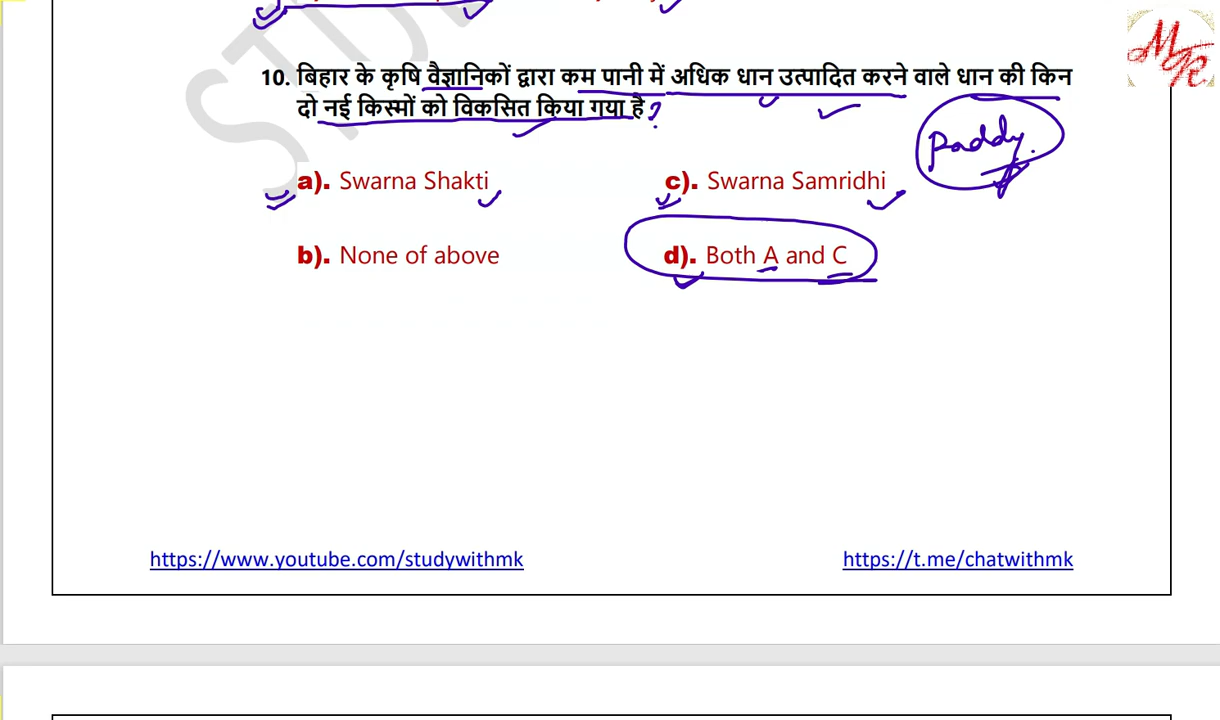 10. बिहार के कृषि वैज्ञानिकों द्वारा कम पानी में अधिक धान उत्पादित करने वाले धान की किन
दो नई किस्मों को विकसित किया गया है?
Paddy
a). Swarna Shakti
c). Swarna Samridhi
b). None of above
d). Both A and C
https://www.youtube.com/studywithmk
https://t.me/chatwithmk